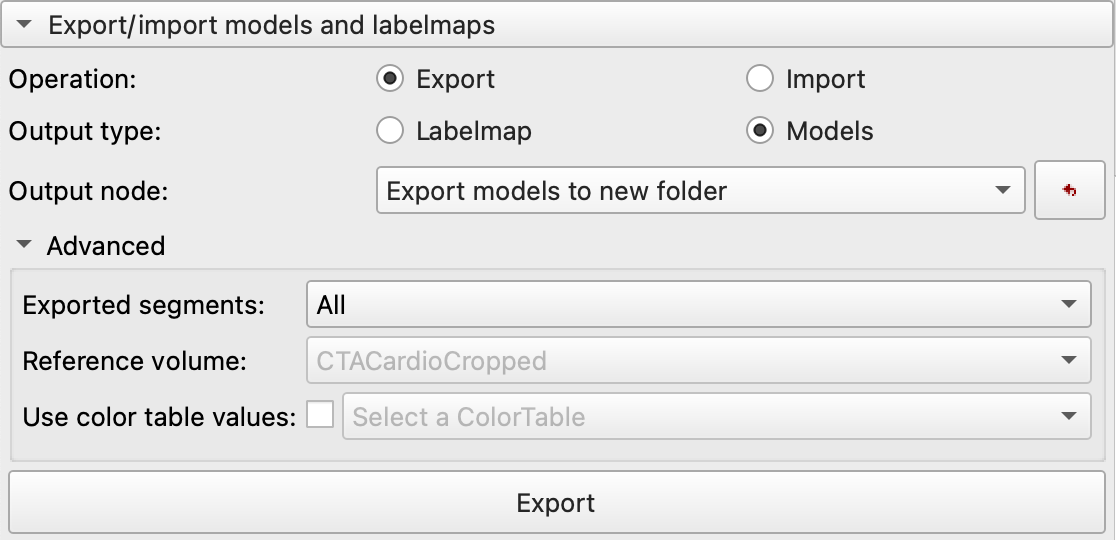 Export/import models and labelmaps
Operation: Export Import
Output type: Labelmap Models
Output node: Export models to new folder
Advanced
Exported segments: All
Reference volume: CTACardioCropped
Use color table values: Select a ColorTable
Export